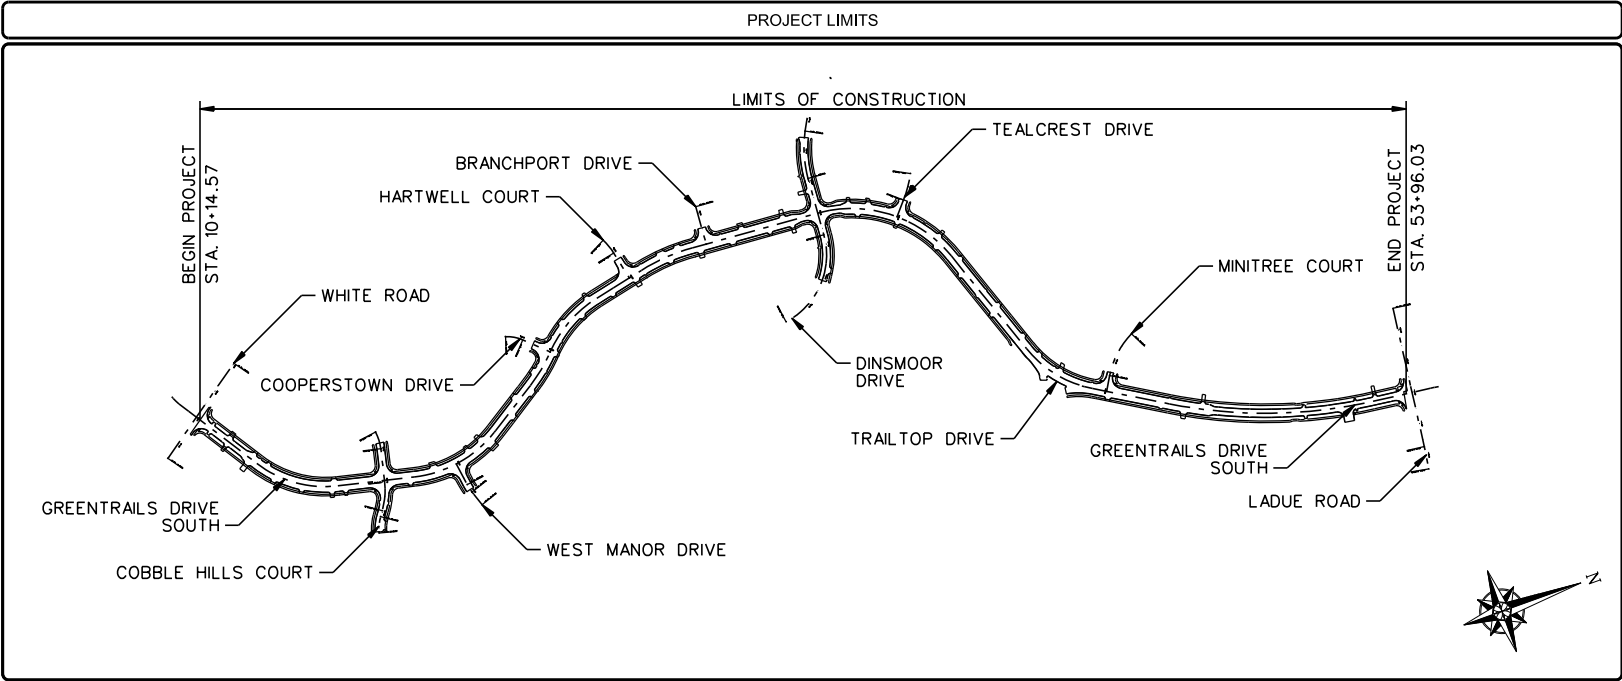 PROJECT LIMITS
LIMITS OF CONSTRUCTION
TEALCREST DRIVE
BRANCHPORT DRIVE
HARTWELL COURT
BEGIN PROJECT
STA. 10+14.57
END PROJECT
STA. 53+96.03
MINITREE COURT
WHITE ROAD
DINSMOOR
DRIVE
COOPERSTOWN DRIVE
TRAILTOP DRIVE
GREENTRAILS DRIVE
SOUTH
LADUE ROAD
GREENTRAILS DRIVE
SOUTH
WEST MANOR DRIVE
COBBLE HILLS COURT
N